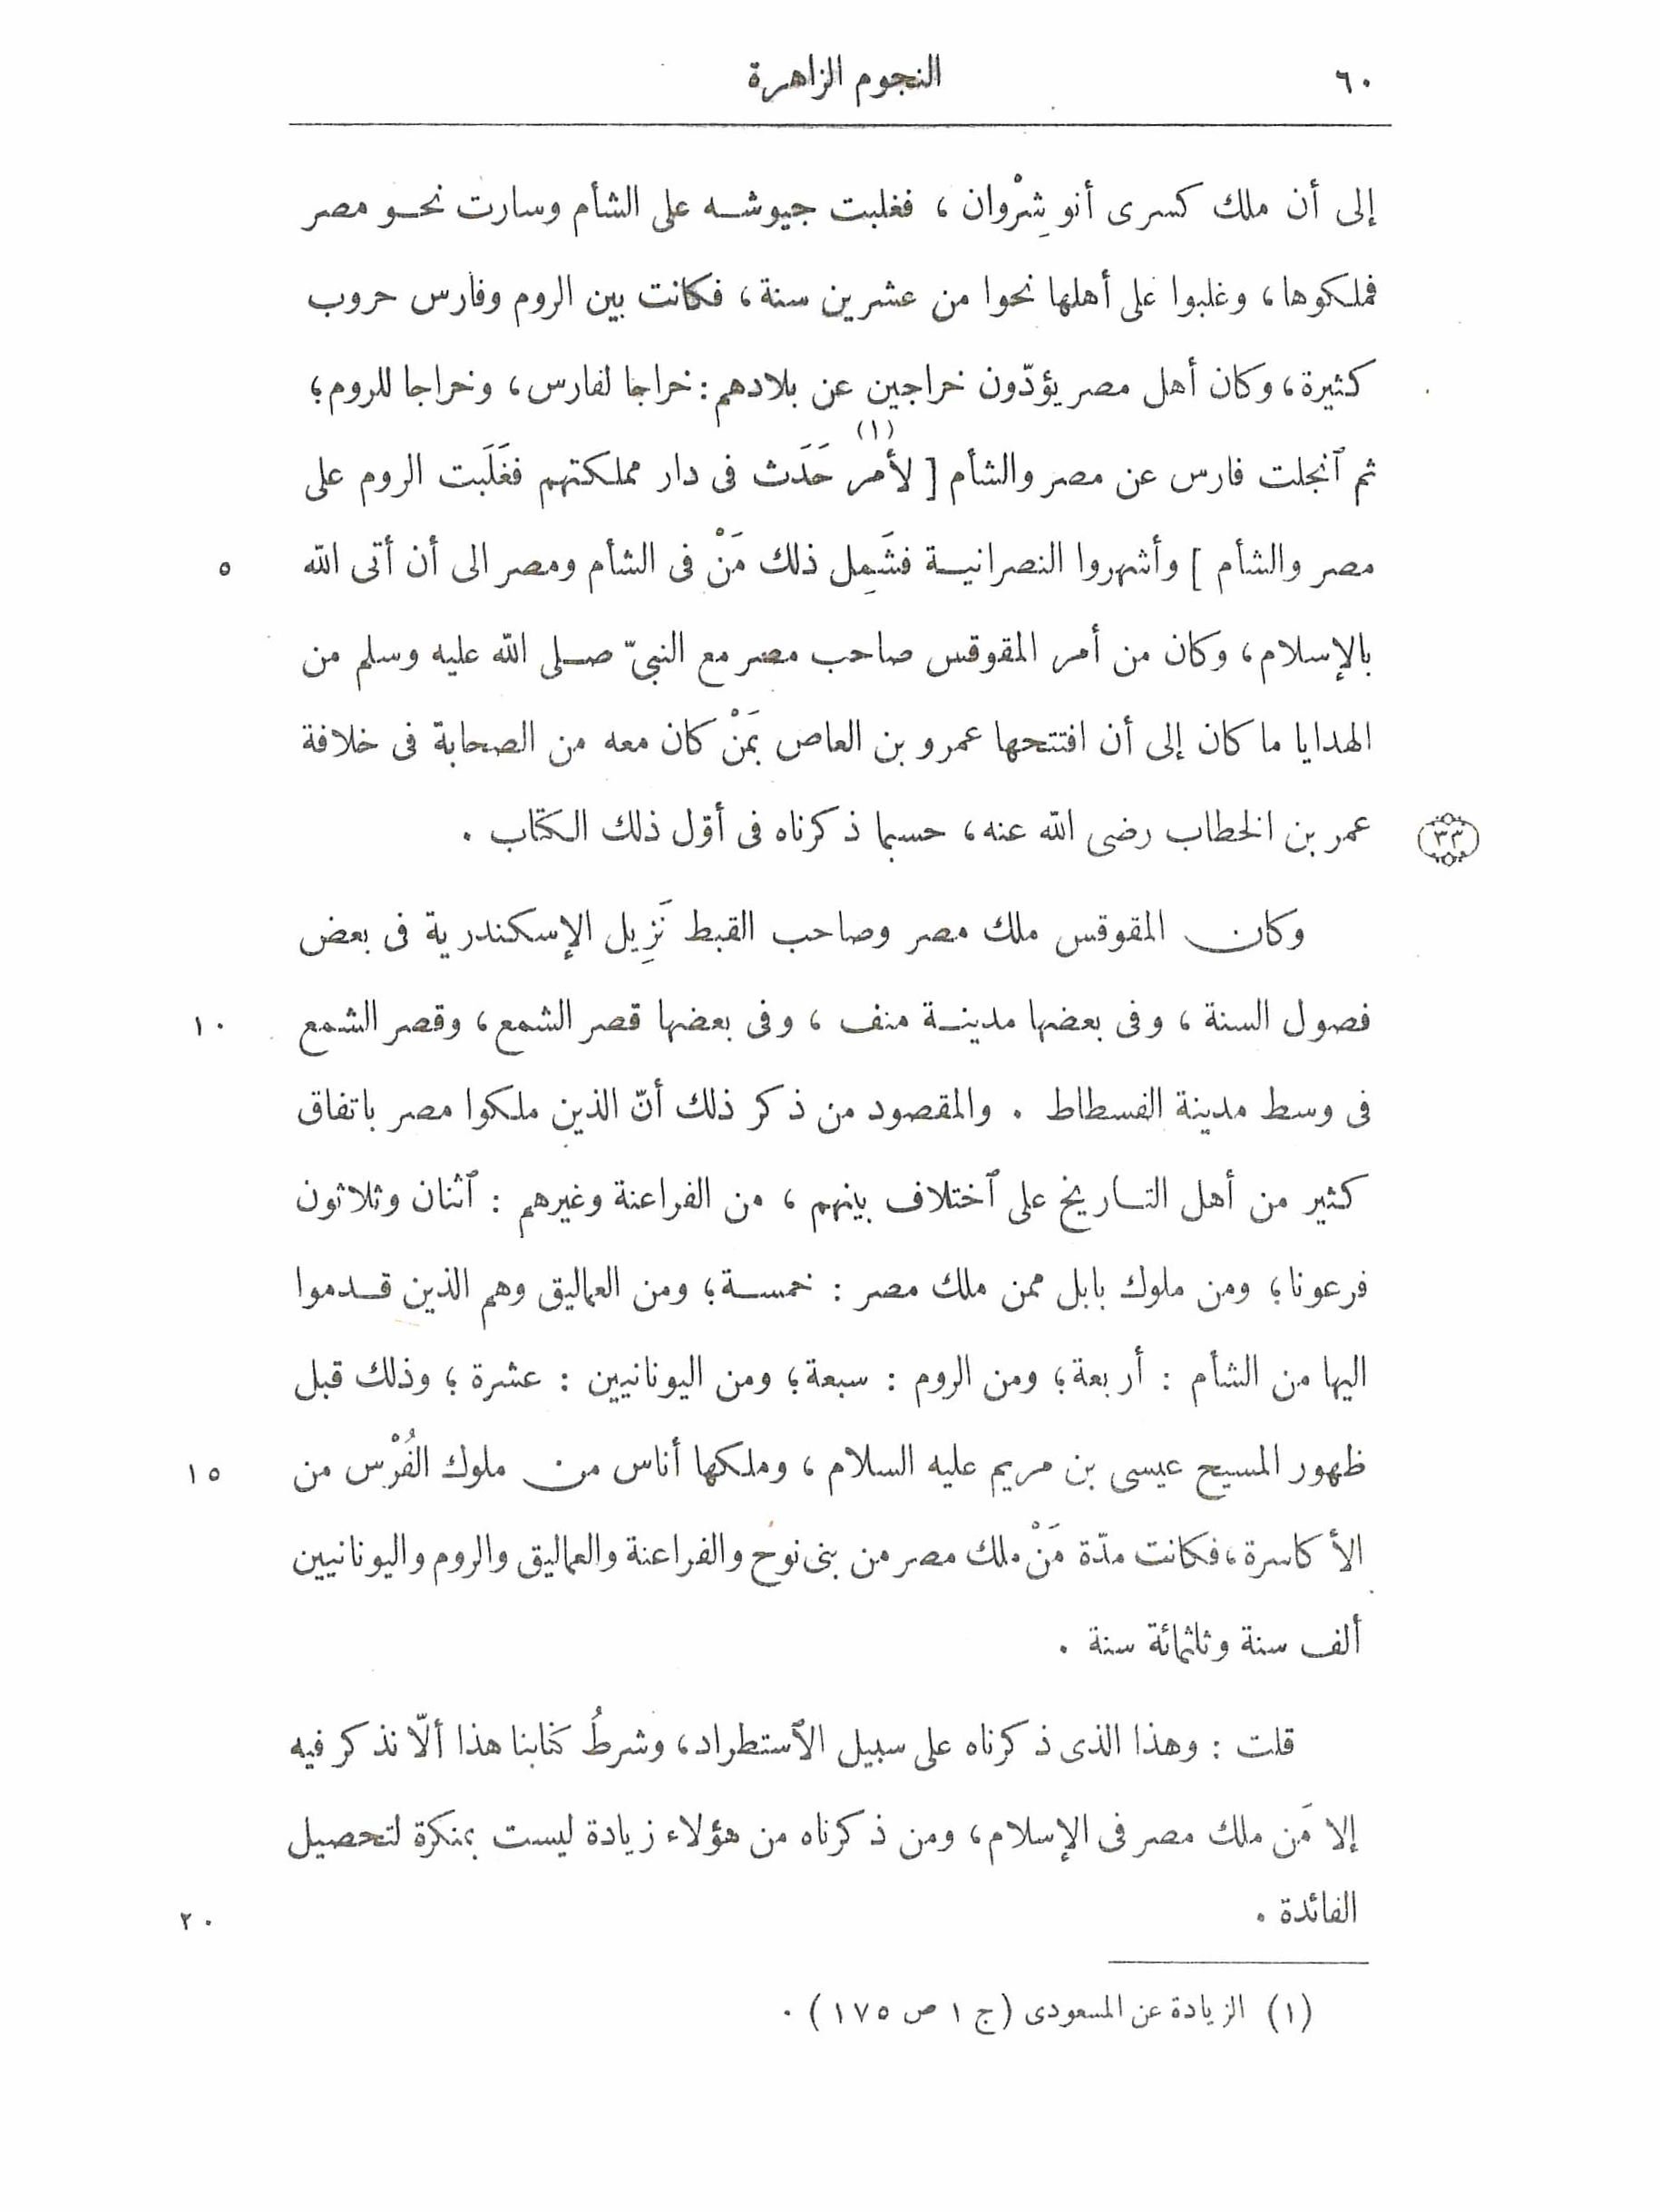 ٦٠
النجوم الزاهرة
إلى أن ملك كسرى أنو شِرْوان ، فغلبت جيوشه على الشأم وسارت نحو مصر
فملكوها ، وغلبوا على أهلها نحوا من عشرين سنة ، فكانت بين الروم وفارس حروب
كثيرة ، وكان أهل مصر يؤدّون خراجين عن بلادهم : خراجا لفارس ، وخراجا للروم ؛
ثم ٱنجلت فارس عن مصر والشأم [ لأمر (١) حَدَث فى دار مملكتهم فغَلَبت الروم على
مصر والشأم ] وأشهروا النصرانية فشَمِل ذلك مَنْ فى الشأم ومصر الى أن أتى الله
٥
بالإسلام ، وكان من أمر المقوقس صاحب مصر مع النبىّ صلى الله عليه وسلم من
الهدايا ما كان إلى أن افتتحها عمرو بن العاص بمَنْ كان معه من الصحابة فى خلافة
عمر بن الخطاب رضى الله عنه ، حسبما ذكرناه فى أوّل ذلك الكتاب .
٣٣
وكان المقوقس ملك مصر وصاحب القبط نَزِيل الإسكندرية فى بعض
فصول السنة ، وفى بعضها مدينة منف ، وفى بعضها قصر الشمع ، وقصر الشمع
١٠
فى وسط مدينة الفسطاط . والمقصود من ذكر ذلك أنّ الذين ملكوا مصر باتفاق
كثير من أهل التاريخ على ٱختلاف بينهم ، من الفراعنة وغيرهم : ٱثنان وثلاثون
فرعونا ؛ ومن ملوك بابل ممن ملك مصر : خمسة ؛ ومن العماليق وهم الذين قدموا
اليها من الشأم : أربعة ؛ ومن الروم : سبعة ؛ ومن اليونانيين : عشرة ؛ وذلك قبل
ظهور المسيح عيسى بن مريم عليه السلام ، وملكها أناس من ملوك الفُرْس من
١٥
الأكاسرة ، فكانت مدّة مَنْ ملك مصر من بنى نوح والفراعنة والعماليق والروم واليونانيين
ألف سنة وثلثمائة سنة .
قلت : وهذا الذى ذكرناه على سبيل الٱستطراد ، وشرطُ كتابنا هذا ألّا نذكر فيه
إلا مَن ملك مصر فى الإسلام ، ومن ذكرناه من هؤلاء زيادة ليست بمنكرة لتحصيل
الفائدة .
٢٠
(١) الزيادة عن المسعودى (ج ١ ص ١٧٥) .